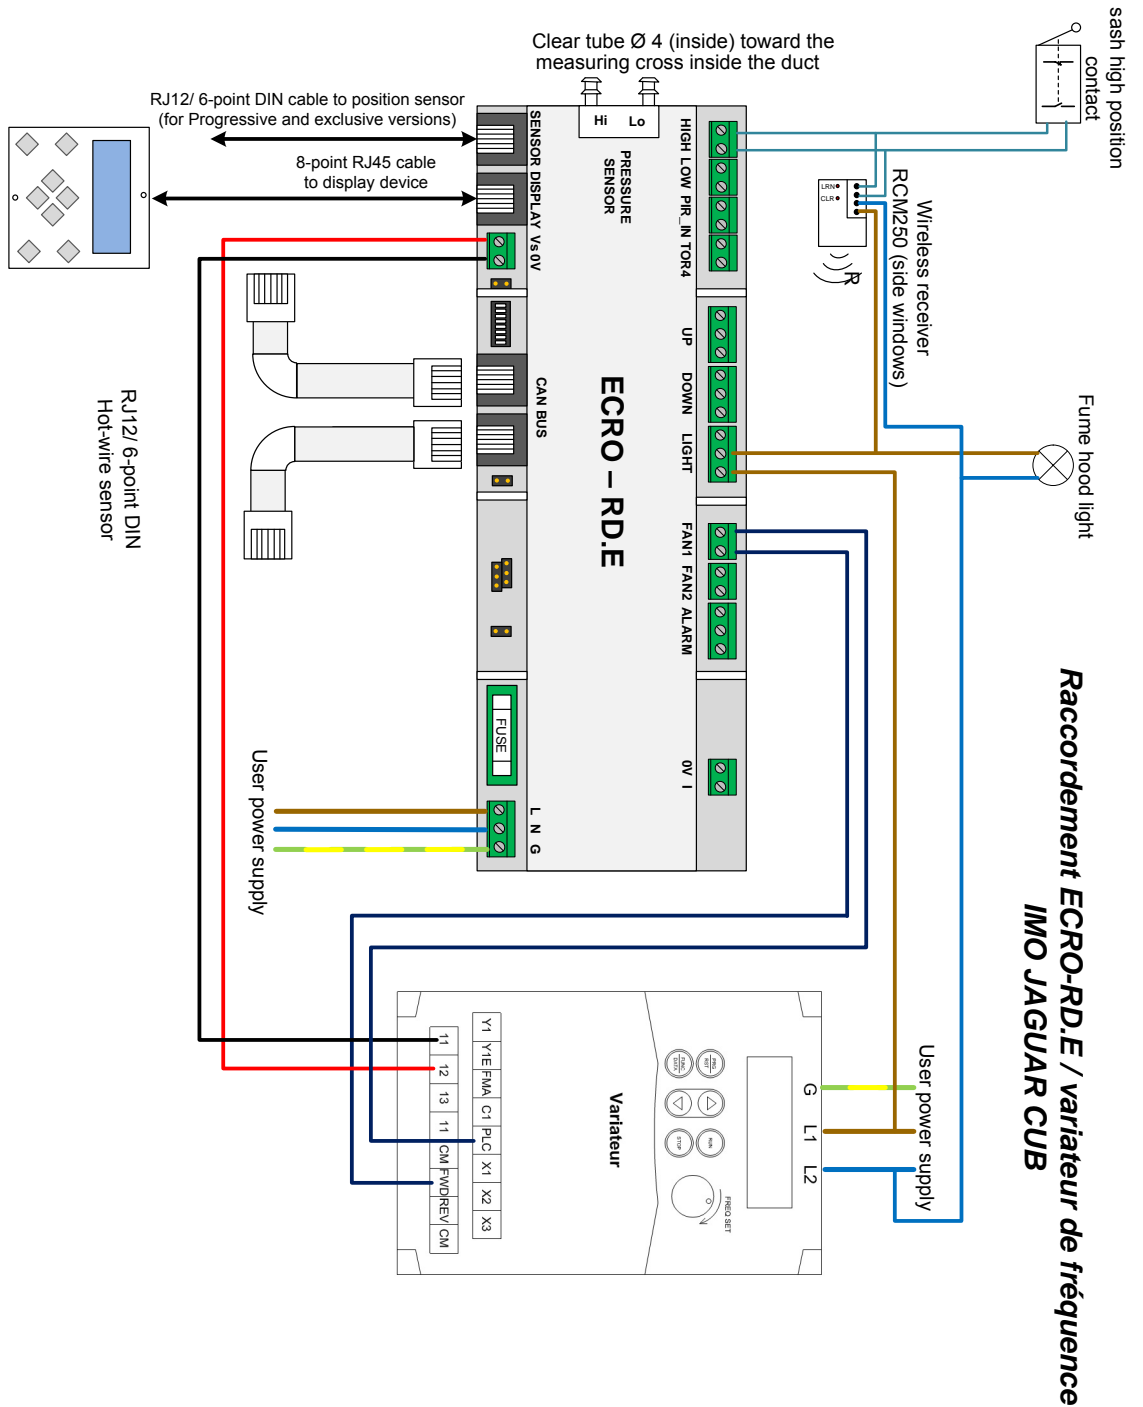 Clear tube Ø 4 (inside) toward the
measuring cross inside the duct
RJ12/ 6-point DIN cable to position sensor
(for Progressive and exclusive versions)
8-point RJ45 cable
to display device
sash high position
contact
Wireless receiver
RCM250 (side windows)
LRN
CLR
R
Fume hood light
Hi Lo
PRESSURE
SENSOR
SENSOR DISPLAY Vs 0V
CAN BUS
L N G
FUSE
HIGH LOW PIR_IN TOR4
UP
DOWN
LIGHT
FAN1 FAN2 ALARM
0V I
ECRO – RD.E
RJ12/ 6-point DIN
Hot-wire sensor
User power supply
Raccordement ECRO-RD.E / variateur de fréquence
IMO JAGUAR CUB
User power supply
G L1 L2
Variateur
PRG
RST
FUNC
DATA
RUN
STOP
FREQ SET
Y1 Y1E FMA C1 PLC X1 X2 X3
11 12 13 11 CM FWD REV CM